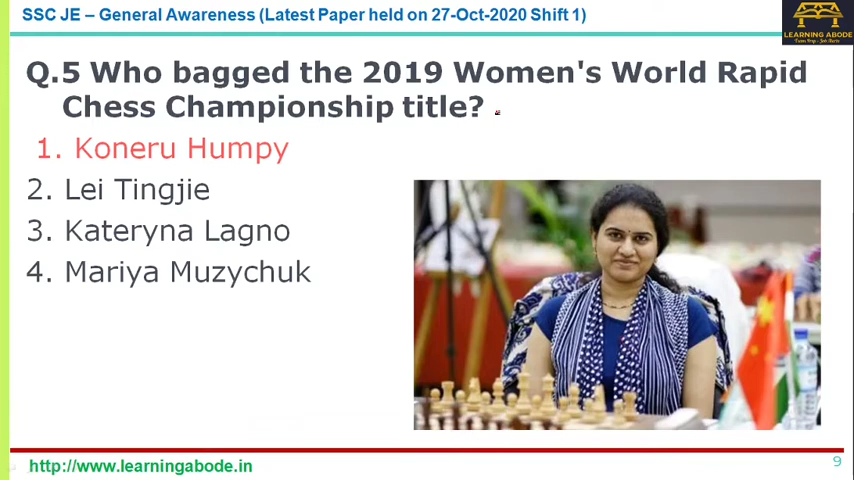 SSC JE – General Awareness (Latest Paper held on 27-Oct-2020 Shift 1)
LEARNING ABODE
Q.5 Who bagged the 2019 Women's World Rapid
Chess Championship title?
1. Koneru Humpy
2. Lei Tingjie
3. Kateryna Lagno
4. Mariya Muzychuk
http://www.learningabode.in
9